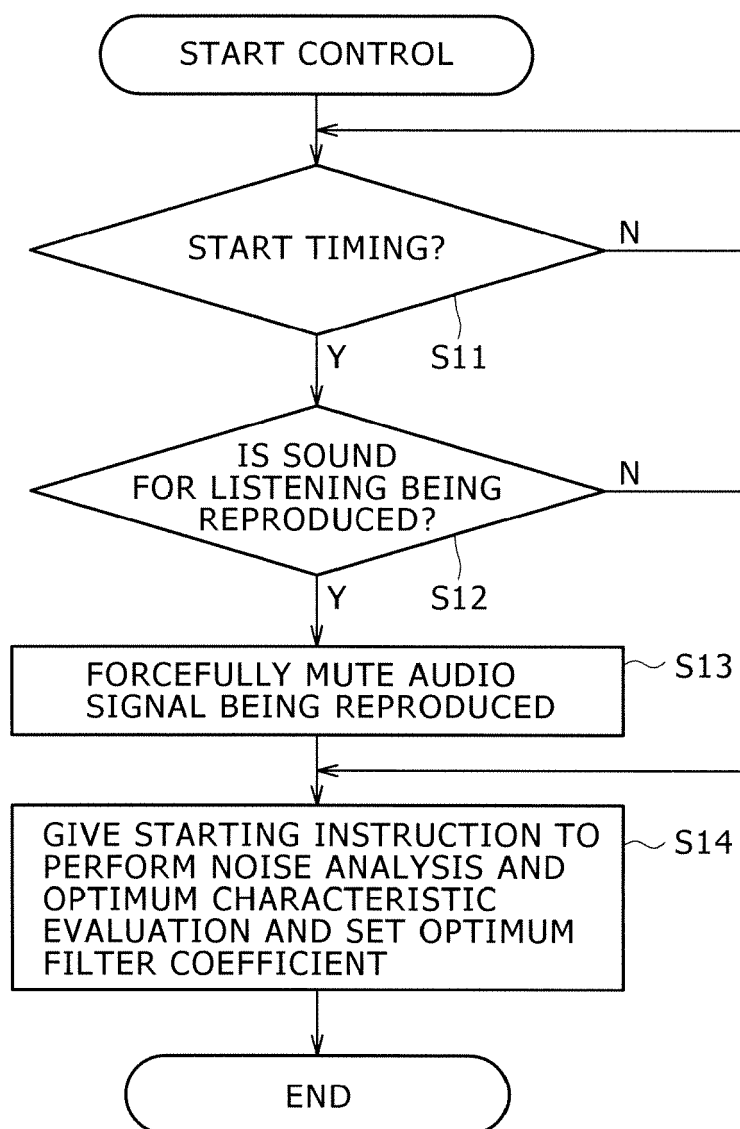 START CONTROL
START TIMING?
N
S11
Y
IS SOUND
FOR LISTENING BEING
REPRODUCED?
N
S12
Y
FORCEFULLY MUTE AUDIO
SIGNAL BEING REPRODUCED
S13
GIVE STARTING INSTRUCTION TO
PERFORM NOISE ANALYSIS AND
OPTIMUM CHARACTERISTIC
EVALUATION AND SET OPTIMUM
FILTER COEFFICIENT
S14
END